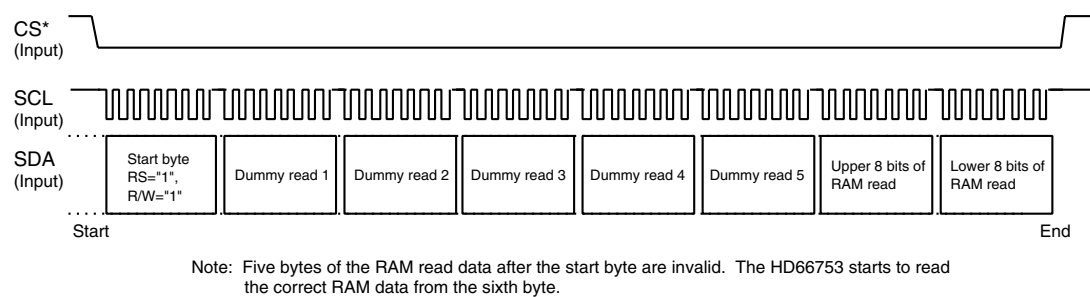 CS*
(Input)
SCL
(Input)
SDA
(Input)
Start byte
RS="1",
R/W="1"
Dummy read 1
Dummy read 2
Dummy read 3
Dummy read 4
Dummy read 5
Upper 8 bits of
RAM read
Lower 8 bits of
RAM read
Start
End
Note: Five bytes of the RAM read data after the start byte are invalid. The HD66753 starts to read
the correct RAM data from the sixth byte.